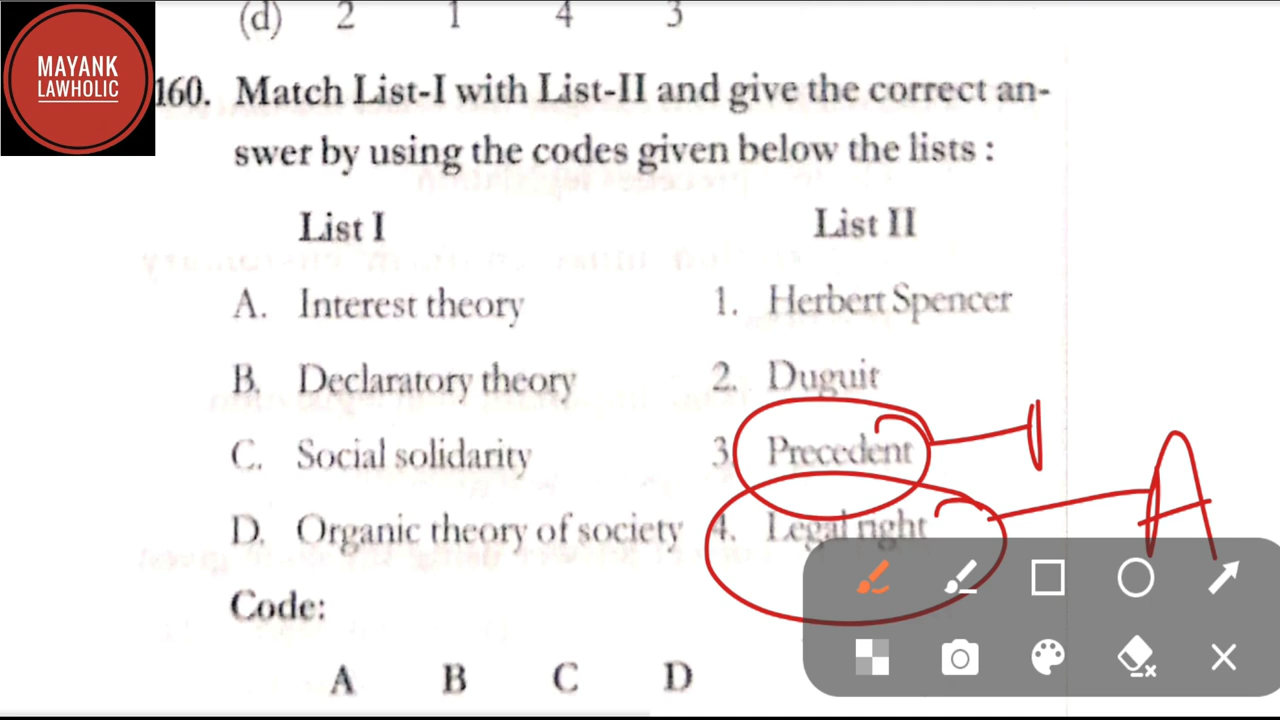 (d) 2 1 4 3
MAYANK
LAWHOLIC
160. Match List-I with List-II and give the correct an-
swer by using the codes given below the lists :
List I List II
A. Interest theory 1. Herbert Spencer
B. Declaratory theory 2. Duguit
C. Social solidarity 3. Precedent
D. Organic theory of society 4. Legal right
A
Code:
A B C D